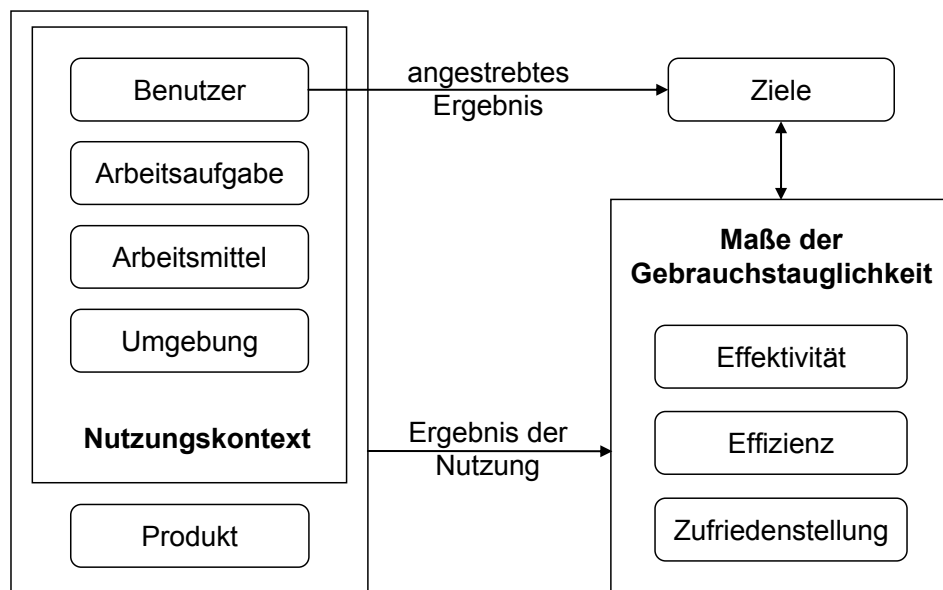 Benutzer
Arbeitsaufgabe
Arbeitsmittel
Umgebung
Nutzungskontext
Produkt
angestrebtes
Ergebnis
Ergebnis der
Nutzung
Ziele
Maße der
Gebrauchstauglichkeit
Effektivität
Effizienz
Zufriedenstellung